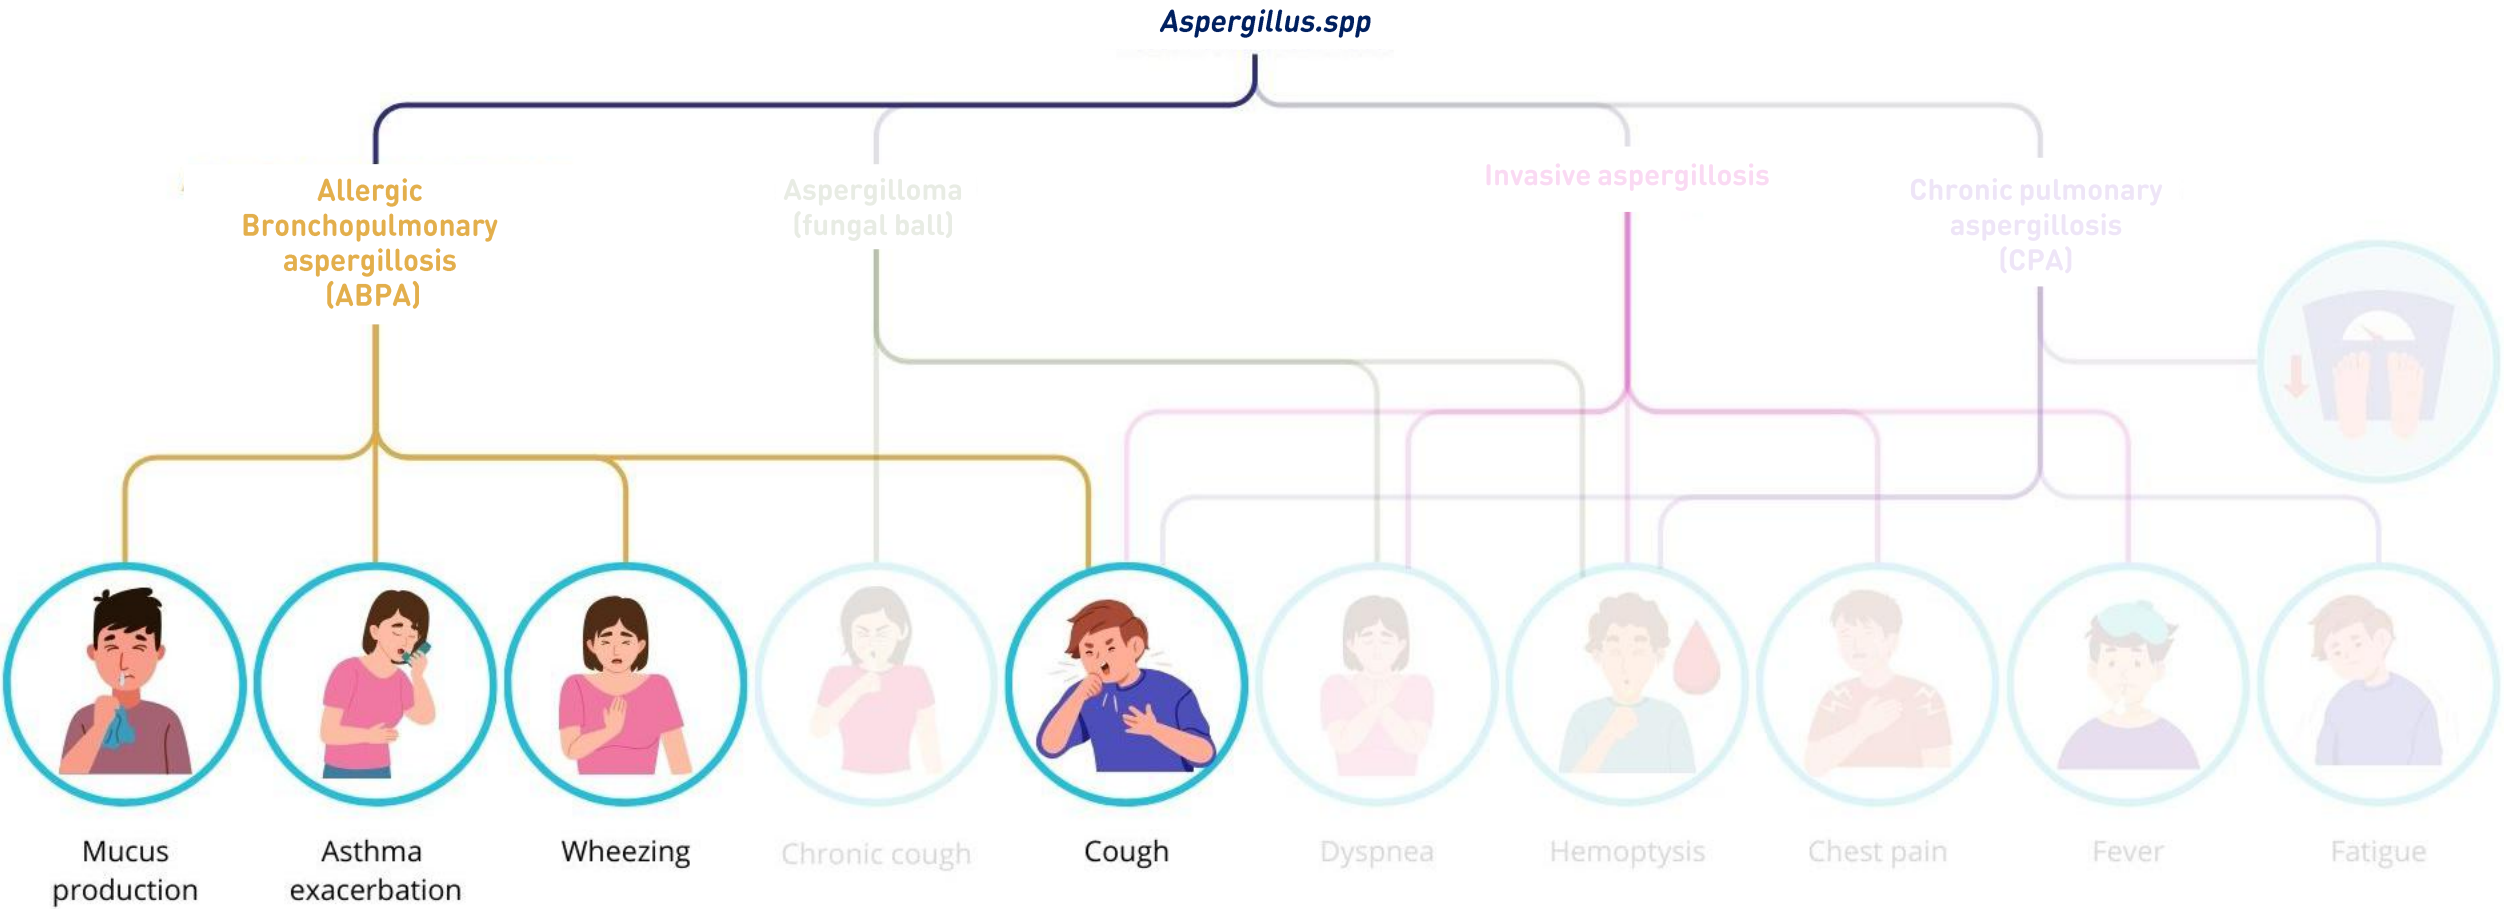 Aspergillus.spp
Allergic
Bronchopulmonary
aspergillosis
(ABPA)
Aspergilloma
(fungal ball)
Invasive aspergillosis
Chronic pulmonary
aspergillosis
(CPA)
Mucus
production
Asthma
exacerbation
Wheezing
Chronic cough
Cough
Dyspnea
Hemoptysis
Chest pain
Fever
Fatigue